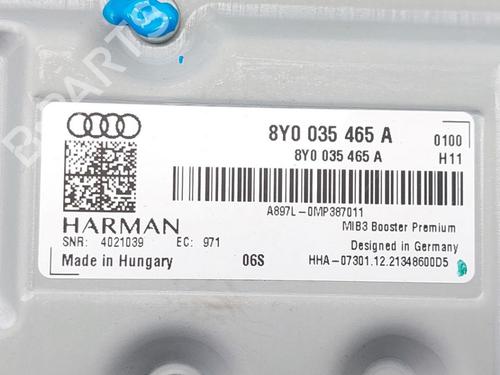 B-PARTS
8Y0 035 465 A 0100
8Y0 035 465 A H11
A897L-0MP387011
HARMAN MIB3 Booster Premium
SNR: 4021039 EC: 971 Designed in Germany
Made in Hungary 06S HHA-07301.12.21348600D5